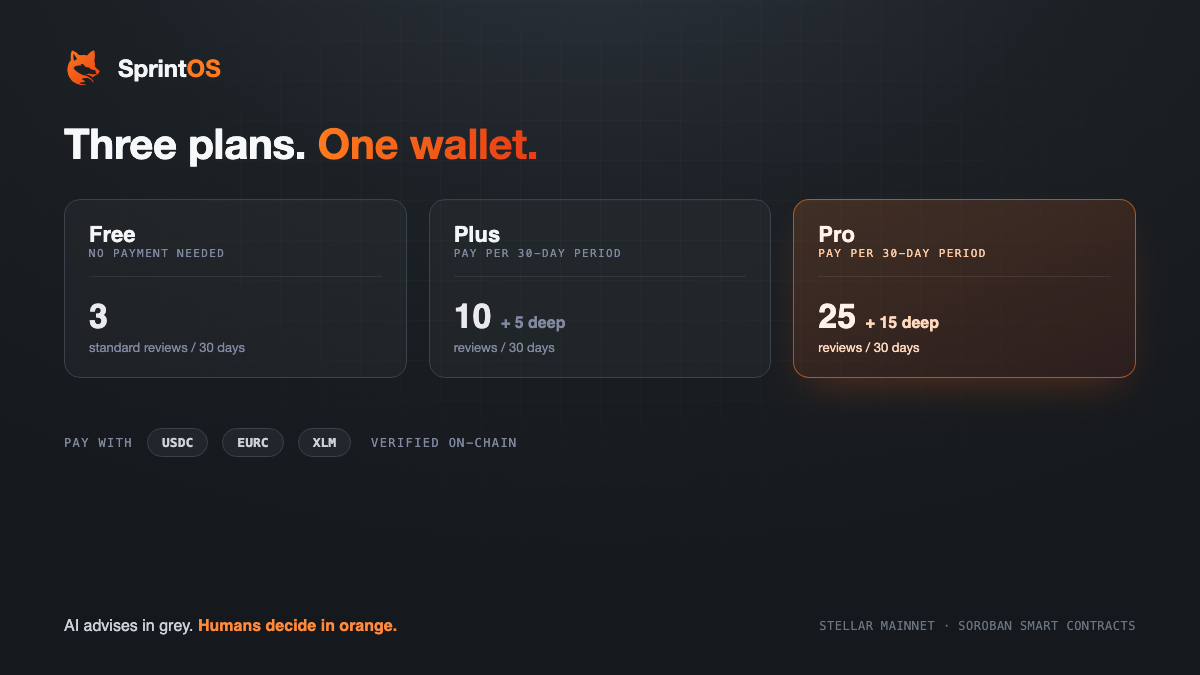 SprintOS
Three plans. One wallet.
Free
NO PAYMENT NEEDED
3
standard reviews / 30 days
Plus
PAY PER 30-DAY PERIOD
10 + 5 deep
reviews / 30 days
Pro
PAY PER 30-DAY PERIOD
25 + 15 deep
reviews / 30 days
PAY WITH USDC EURC XLM VERIFIED ON-CHAIN
AI advises in grey. Humans decide in orange.
STELLAR MAINNET · SOROBAN SMART CONTRACTS